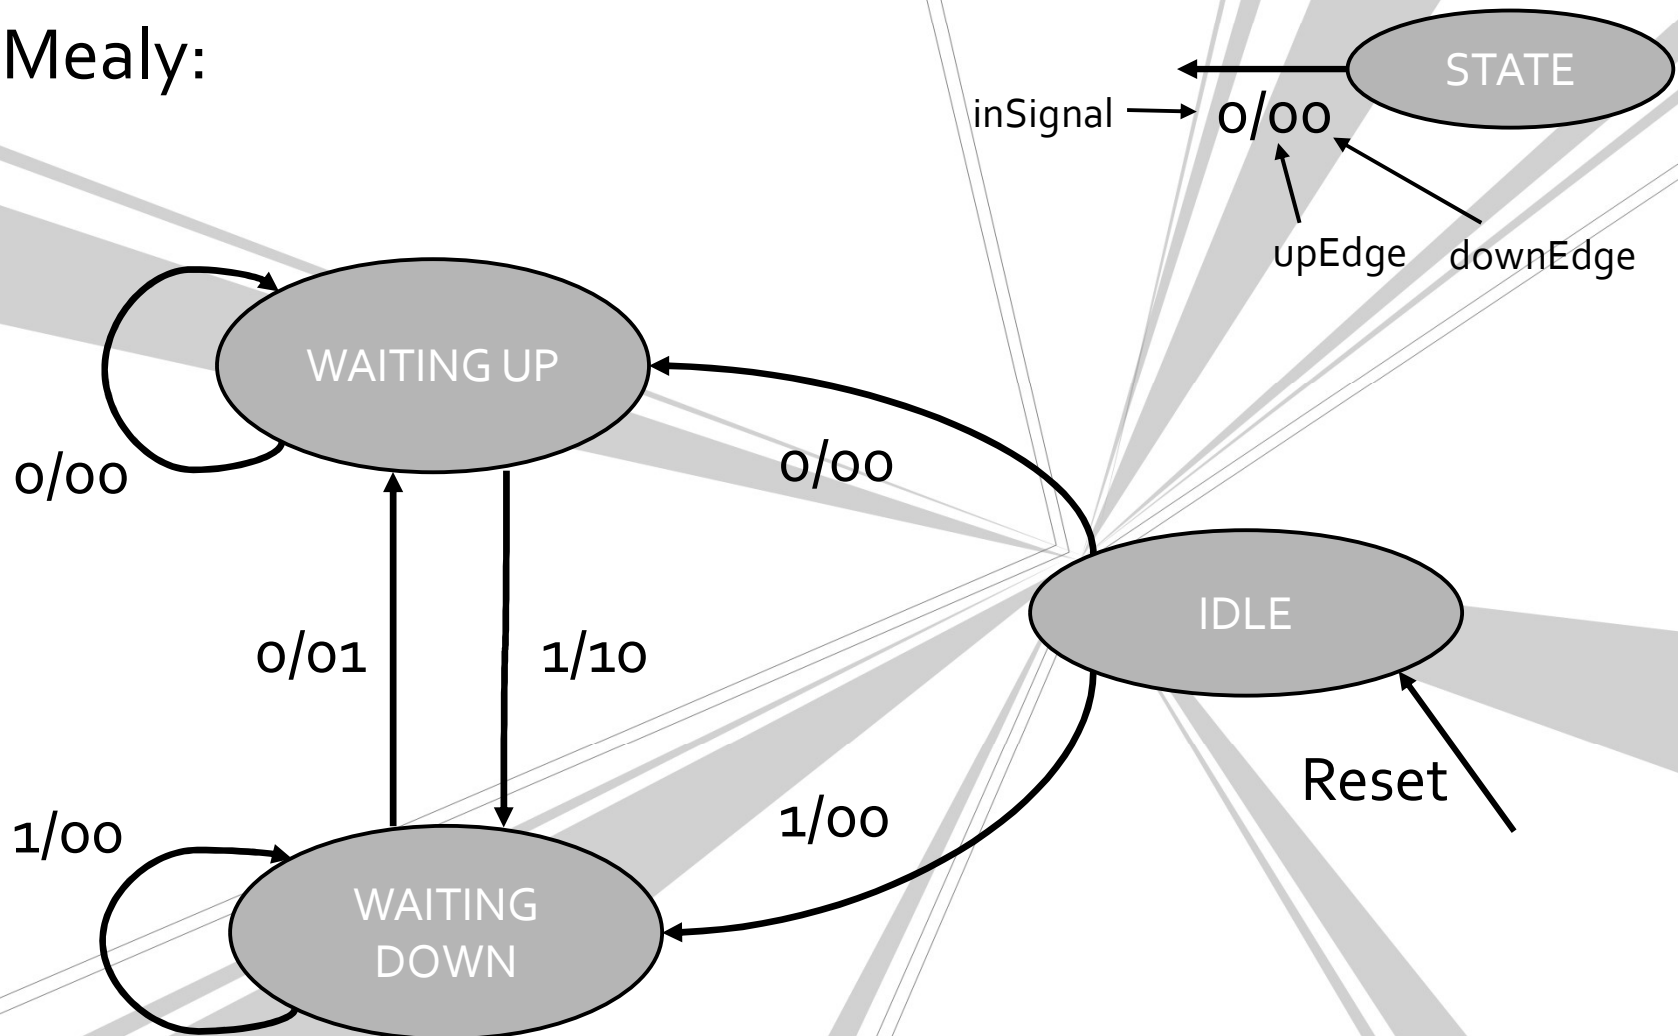 Mealy:
STATE
inSignal
0/00
upEdge
downEdge
WAITING UP
0/00
0/00
IDLE
0/01
1/10
Reset
1/00
1/00
WAITING
DOWN